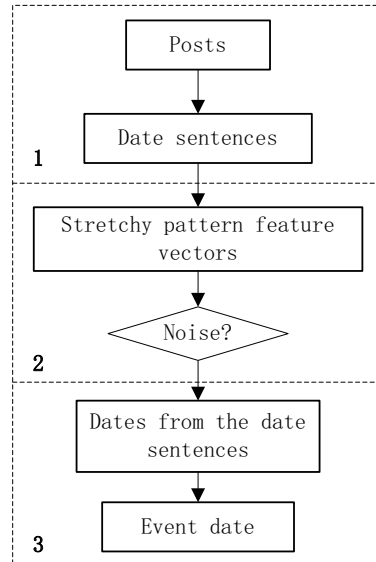 Posts
Date sentences
1
Stretchy pattern feature
vectors
Noise?
2
Dates from the date
sentences
Event date
3